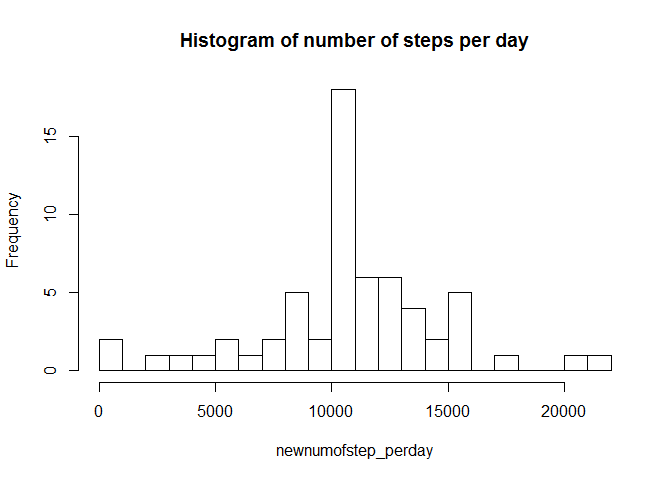 Histogram of number of steps per day
Frequency
15
10
5
0
0 5000 10000 15000 20000
newnumofstep_perday